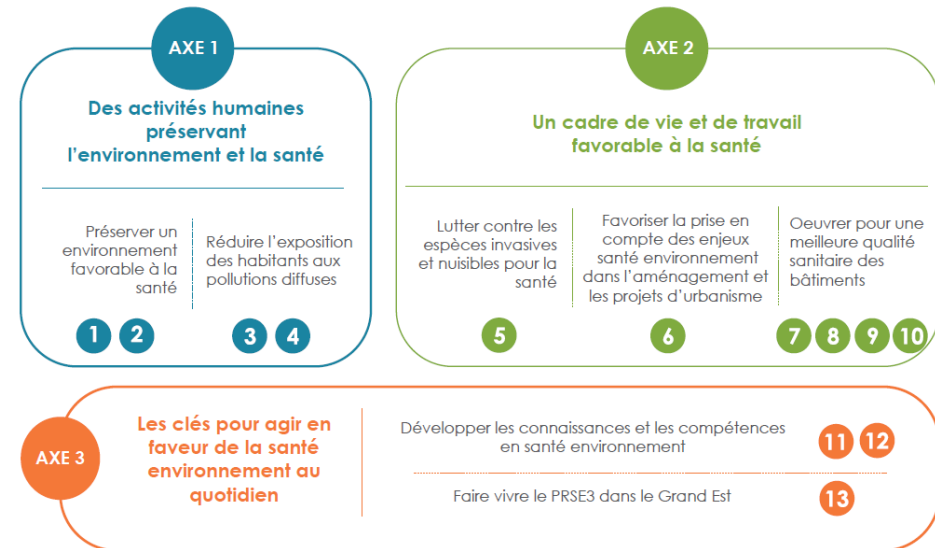 AXE 1
Des activités humaines
préservant
l'environnement et la santé
Préserver un
environnement
favorable à la
santé
1 2
Réduire l'exposition
des habitants aux
pollutions diffuses
3 4
AXE 2
Un cadre de vie et de travail
favorable à la santé
Lutter contre les
espèces invasives
et nuisibles pour la
santé
5
Favoriser la prise en
compte des enjeux
santé environnement
dans l'aménagement et
les projets d'urbanisme
6
Oeuvrer pour une
meilleure qualité
sanitaire des
bâtiments
7 8 9 10
AXE 3
Les clés pour agir en
faveur de la santé
environnement au
quotidien
Développer les connaissances et les compétences
en santé environnement
11 12
Faire vivre le PRSE3 dans le Grand Est
13